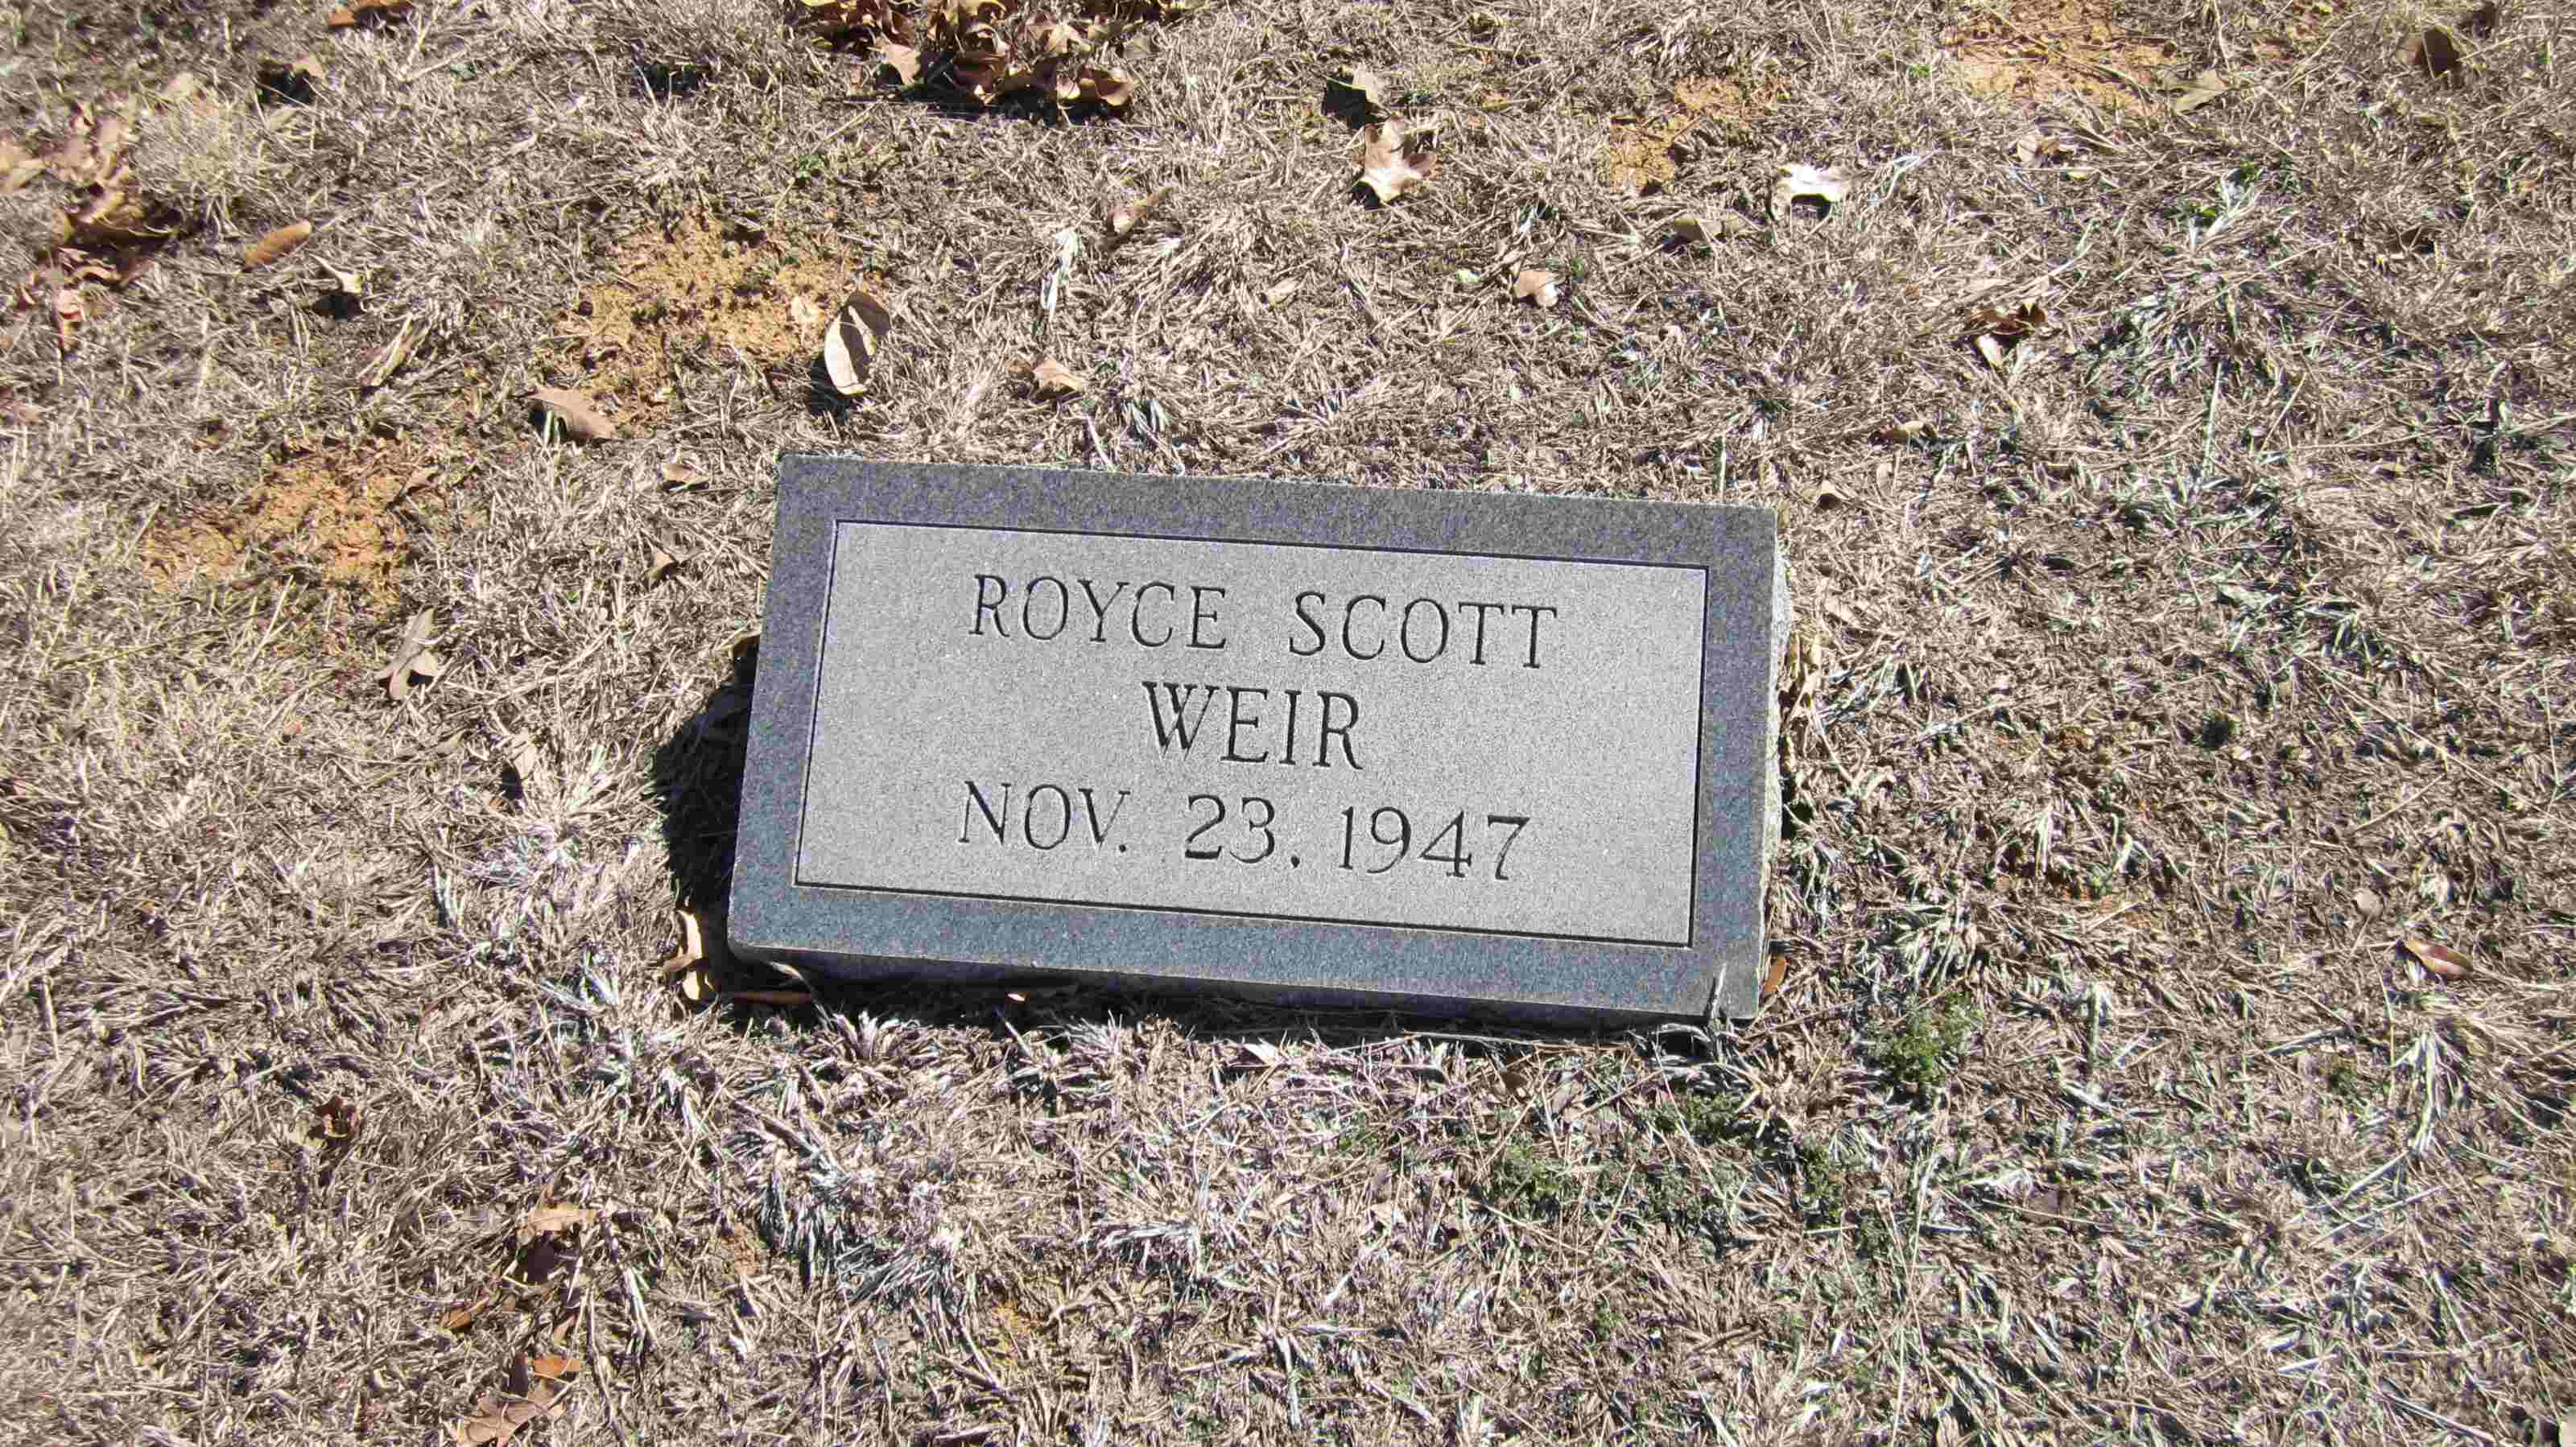 ROYCE SCOTT
WEIR
NOV. 23, 1947